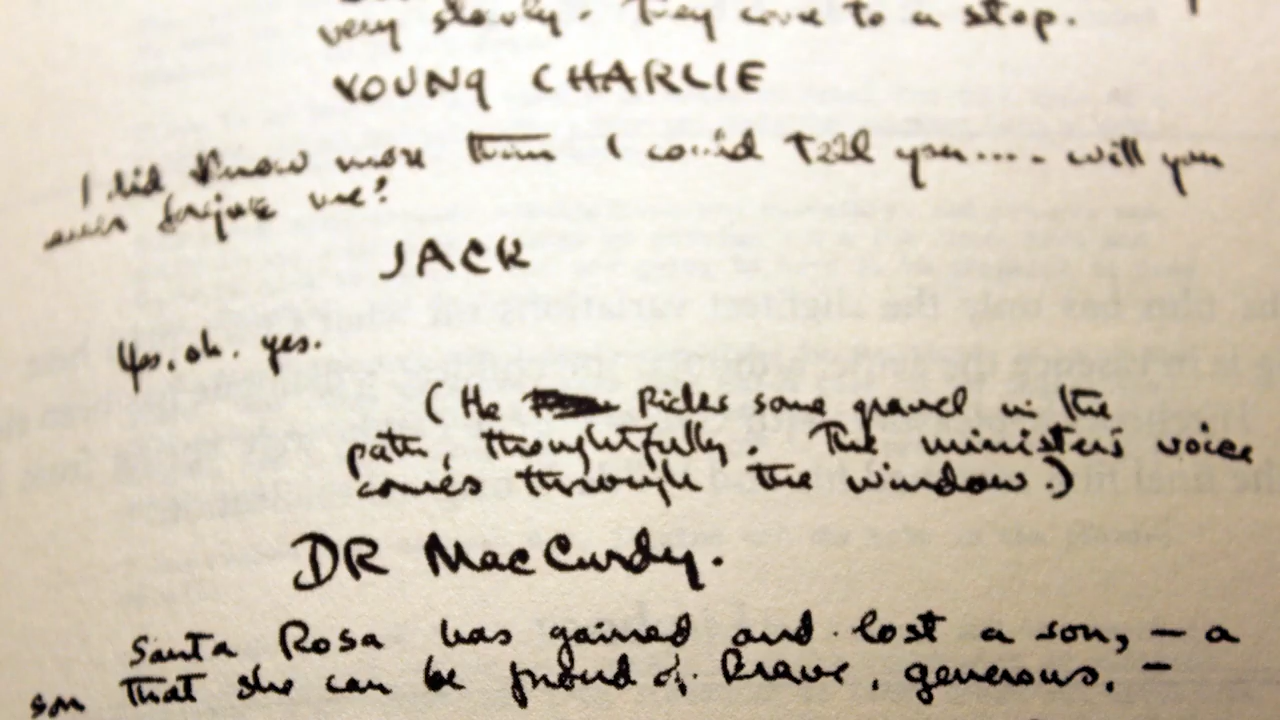 very slowly. They come to a stop.
YOUNG CHARLIE
I did know more than I could tell you.... will you
ever forgive me?
JACK
Yes, oh. yes.
(He kicks some gravel in the
path, thoughtfully. The minister's voice
comes through the window.)
DR MacCurdy.
Santa Rosa has gained and lost a son, — a
son that she can be proud of. Brave, generous, —